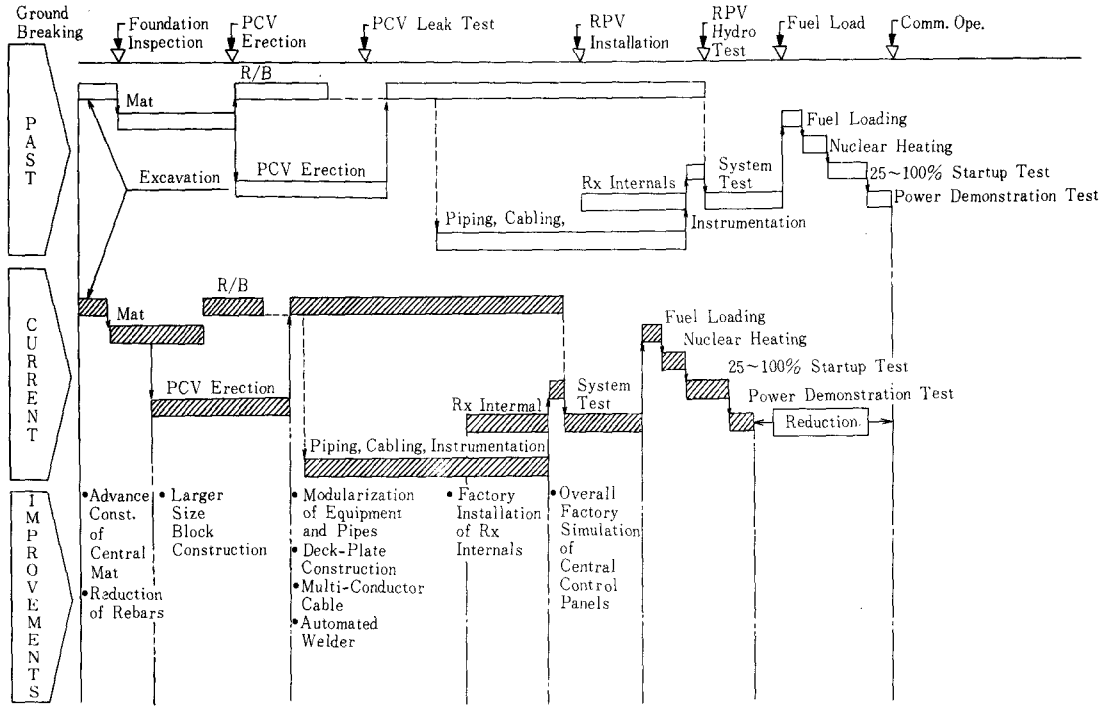 Ground
Breaking
Foundation
Inspection
PCV
Erection
PCV Leak Test
RPV
Installation
RPV
Hydro
Test
Fuel Load
Comm. Ope.
PAST
R/B
Mat
Excavation
PCV Erection
Piping, Cabling, Instrumentation
Rx Internals
System
Test
Fuel Loading
Nuclear Heating
25~100% Startup Test
Power Demonstration Test
CURRENT
R/B
Mat
PCV Erection
Piping, Cabling, Instrumentation
Rx Internal
System
Test
Fuel Loading
Nuclear Heating
25~100% Startup Test
Power Demonstration Test
Reduction
IMPROVEMENTS
• Advance
Const.
of
Central
Mat
• Reduction
of Rebars
• Larger
Size
Block
Construction
• Modularization
of Equipment
and Pipes
• Deck-Plate
Construction
• Multi-Conductor
Cable
• Automated
Welder
• Factory
Installation
of Rx
Internals
• Overall
Factory
Simulation
of
Central
Control
Panels